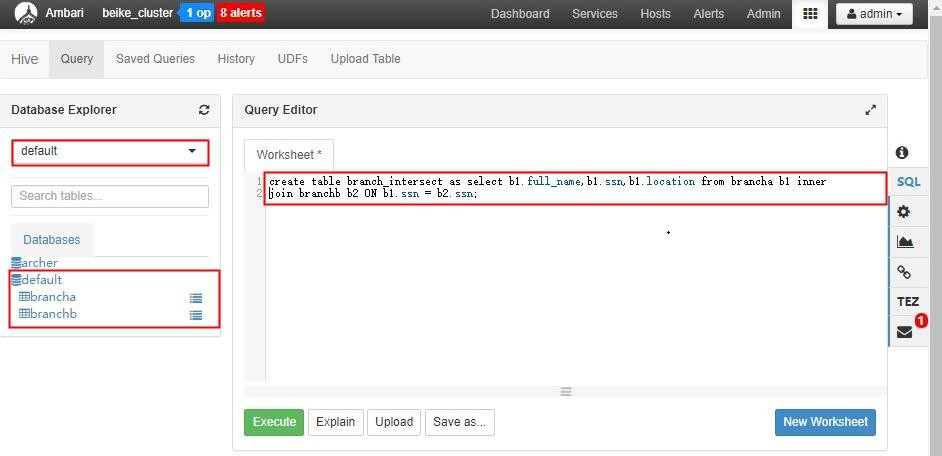 Ambari beike_cluster 1 op 8 alerts Dashboard Services Hosts Alerts Admin admin
Hive Query Saved Queries History UDFs Upload Table
Database Explorer
default
Search tables...
Databases
archer
default
brancha
branchb
Query Editor
Worksheet *
1 create table branch_intersect as select b1.full_name,b1.ssn,b1.location from brancha b1 inner
2 join branchb b2 ON b1.ssn = b2.ssn;
Execute Explain Upload Save as... New Worksheet
SQL
TEZ
1